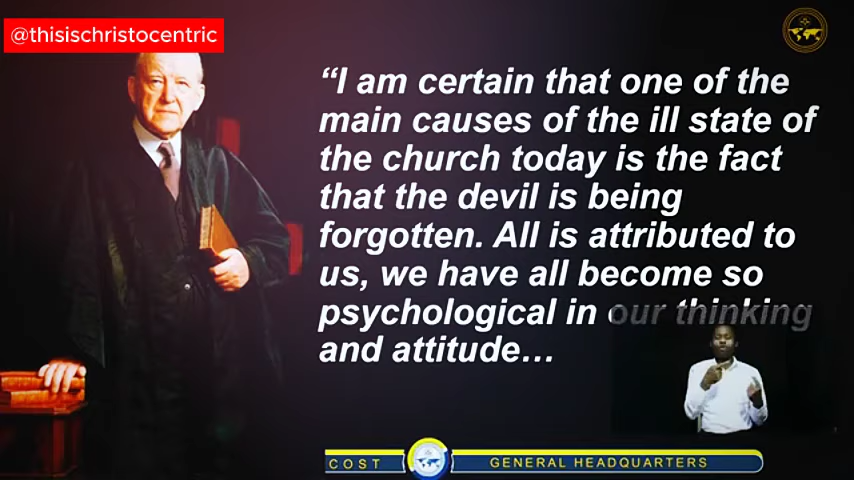 @thisischristocentric
“I am certain that one of the
main causes of the ill state of
the church today is the fact
that the devil is being
forgotten. All is attributed to
us, we have all become so
psychological in our thinking
and attitude…
COST
GENERAL HEADQUARTERS